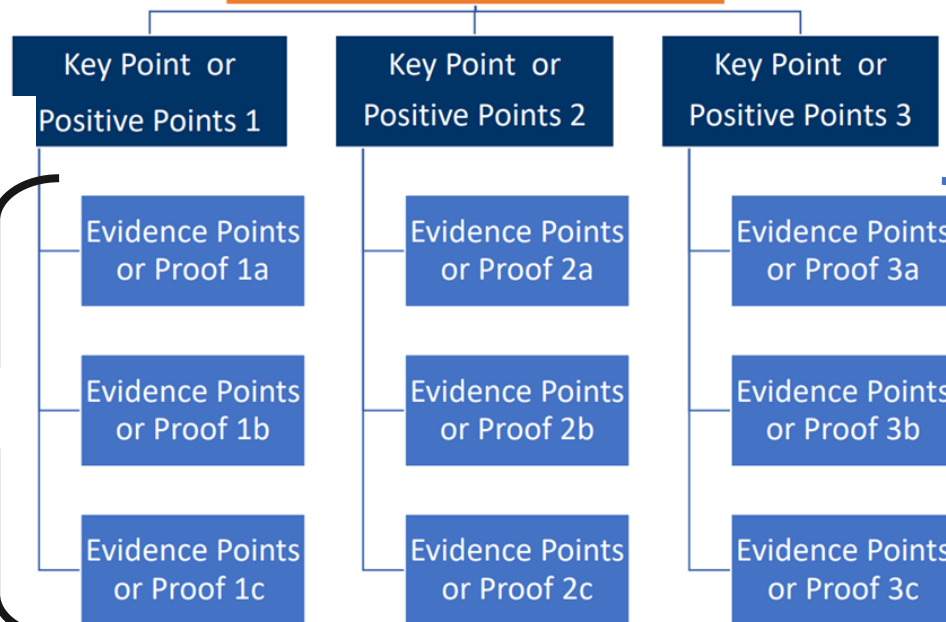 Key Point or
Positive Points 1
Key Point or
Positive Points 2
Key Point or
Positive Points 3
Evidence Points
or Proof 1a
Evidence Points
or Proof 2a
Evidence Points
or Proof 3a
Evidence Points
or Proof 1b
Evidence Points
or Proof 2b
Evidence Points
or Proof 3b
Evidence Points
or Proof 1c
Evidence Points
or Proof 2c
Evidence Points
or Proof 3c